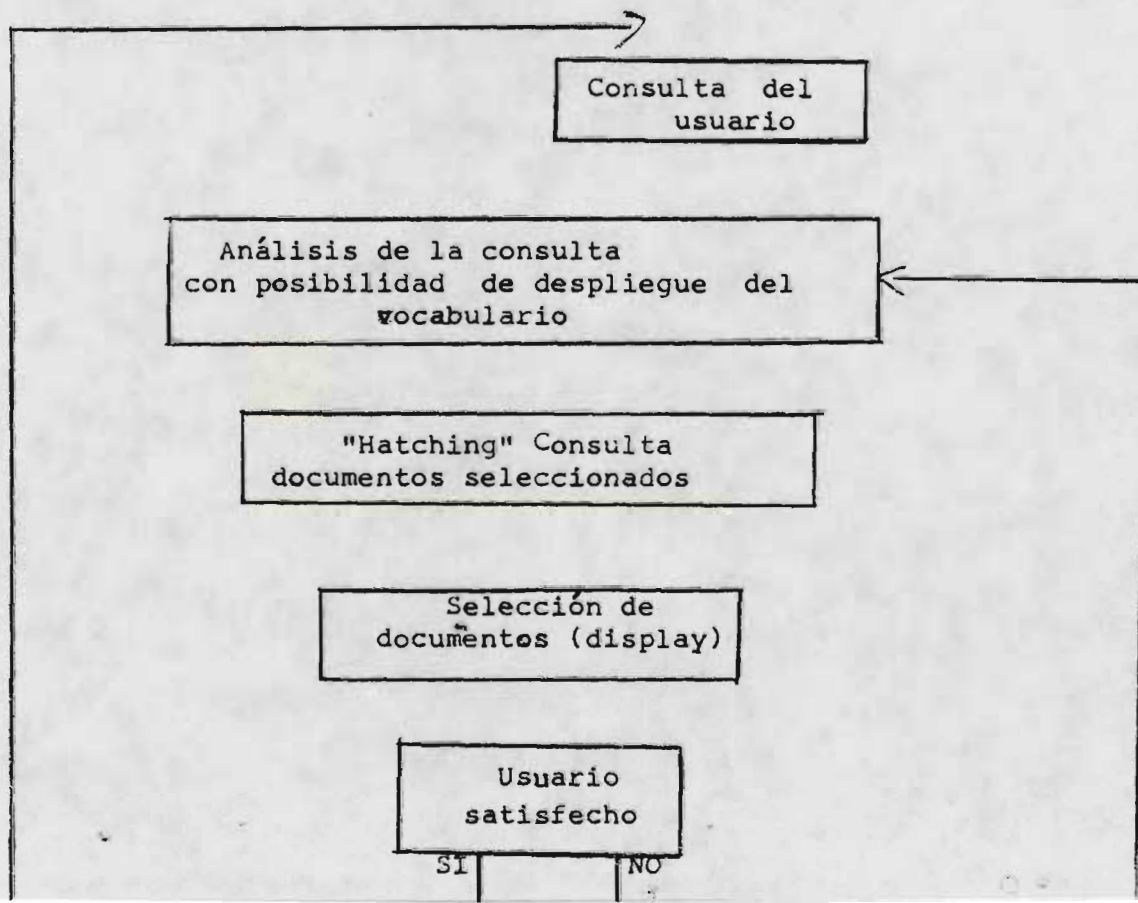 Consulta del
usuario
Análisis de la consulta
con posibilidad de despliegue del
vocabulario
"Hatching" Consulta
documentos seleccionados
Selección de
documentos (display)
Usuario
satisfecho
SI NO